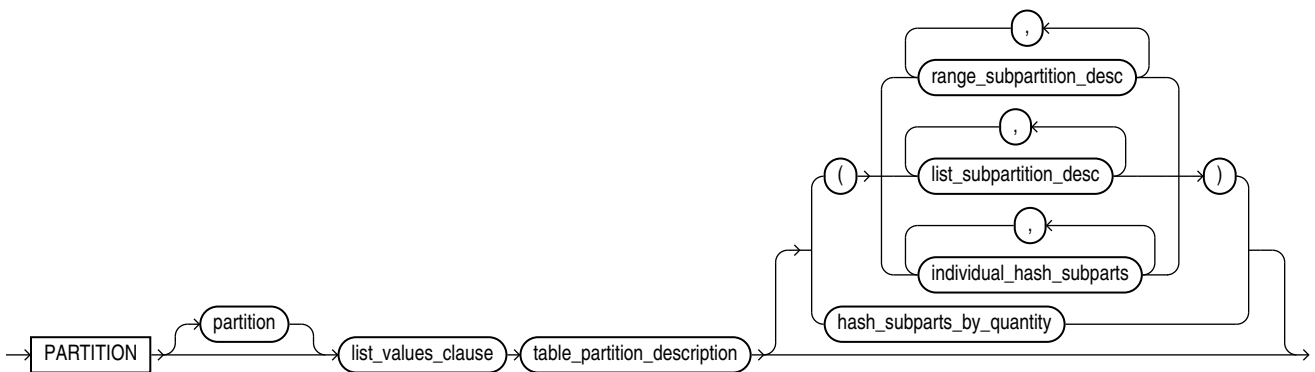 ,
range_subpartition_desc
,
( list_subpartition_desc )
,
individual_hash_subparts
partition hash_subparts_by_quantity
PARTITION list_values_clause table_partition_description